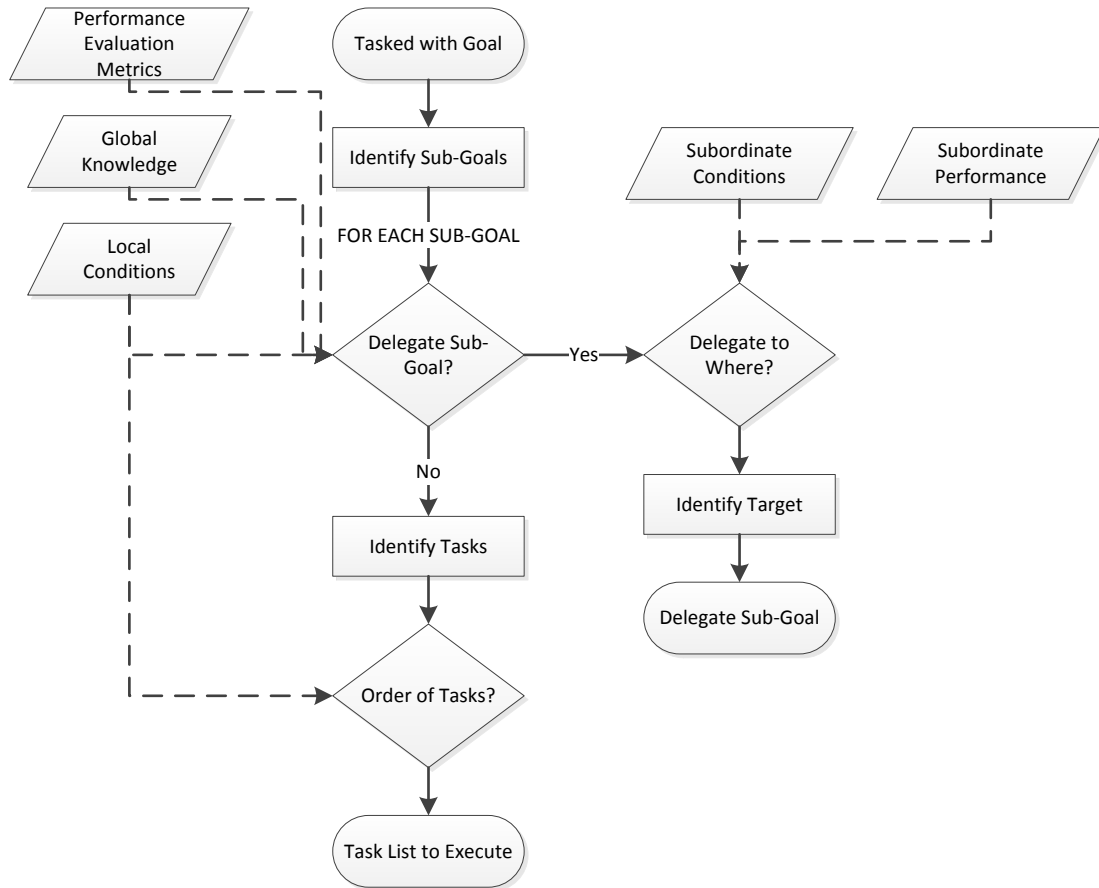 Performance
Evaluation
Metrics
Tasked with Goal
Global
Knowledge
Identify Sub-Goals
Subordinate
Conditions
Subordinate
Performance
FOR EACH SUB-GOAL
Local
Conditions
Delegate Sub-
Goal?
Yes
Delegate to
Where?
No
Identify Target
Identify Tasks
Delegate Sub-Goal
Order of Tasks?
Task List to Execute